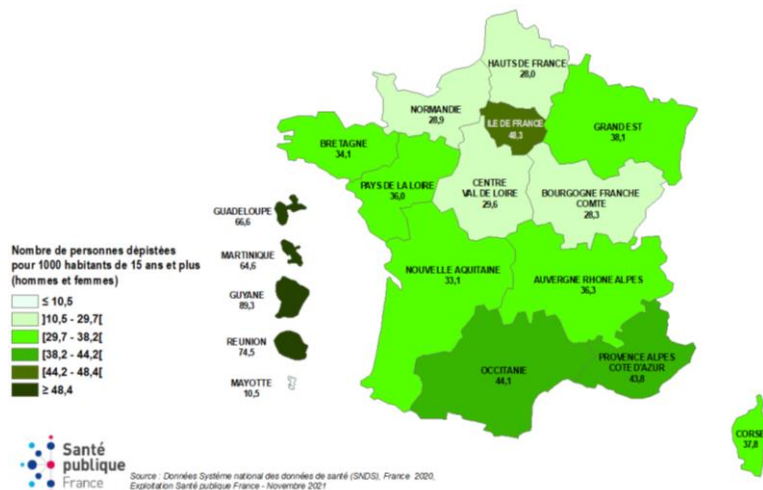 HAUTS DE FRANCE
28,0
NORMANDIE
28,9
ILE DE FRANCE
48,3
GRAND EST
38,1
BRETAGNE
34,1
PAYS DE LA LOIRE
36,0
CENTRE
VAL DE LOIRE
29,6
BOURGOGNE FRANCHE
COMTE
28,3
GUADELOUPE
66,6
MARTINIQUE
64,6
GUYANE
89,3
REUNION
74,5
MAYOTTE
10,5
NOUVELLE AQUITAINE
33,1
AUVERGNE RHONE ALPES
36,3
OCCITANIE
44,1
PROVENCE ALPES
COTE D'AZUR
43,8
CORSE
37,8
Nombre de personnes dépistées
pour 1000 habitants de 15 ans et plus
(hommes et femmes)
≤ 10,5
]10,5 - 29,7[
[29,7 - 38,2[
[38,2 - 44,2[
[44,2 - 48,4[
≥ 48,4
Santé
publique
France
Source : Données Système national des données de santé (SNDS), France 2020,
Exploitation Santé publique France - Novembre 2021